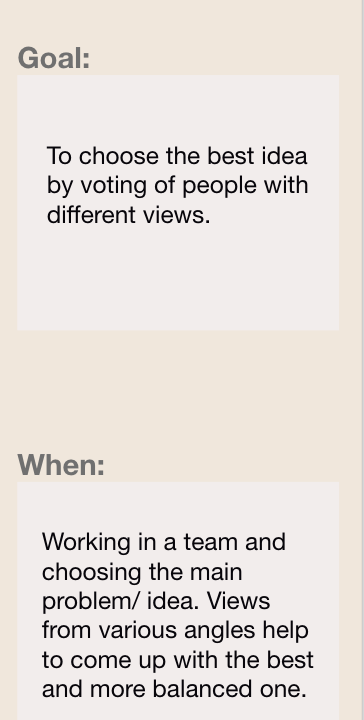 Goal:
To choose the best idea
by voting of people with
different views.
When:
Working in a team and
choosing the main
problem/ idea. Views
from various angles help
to come up with the best
and more balanced one.